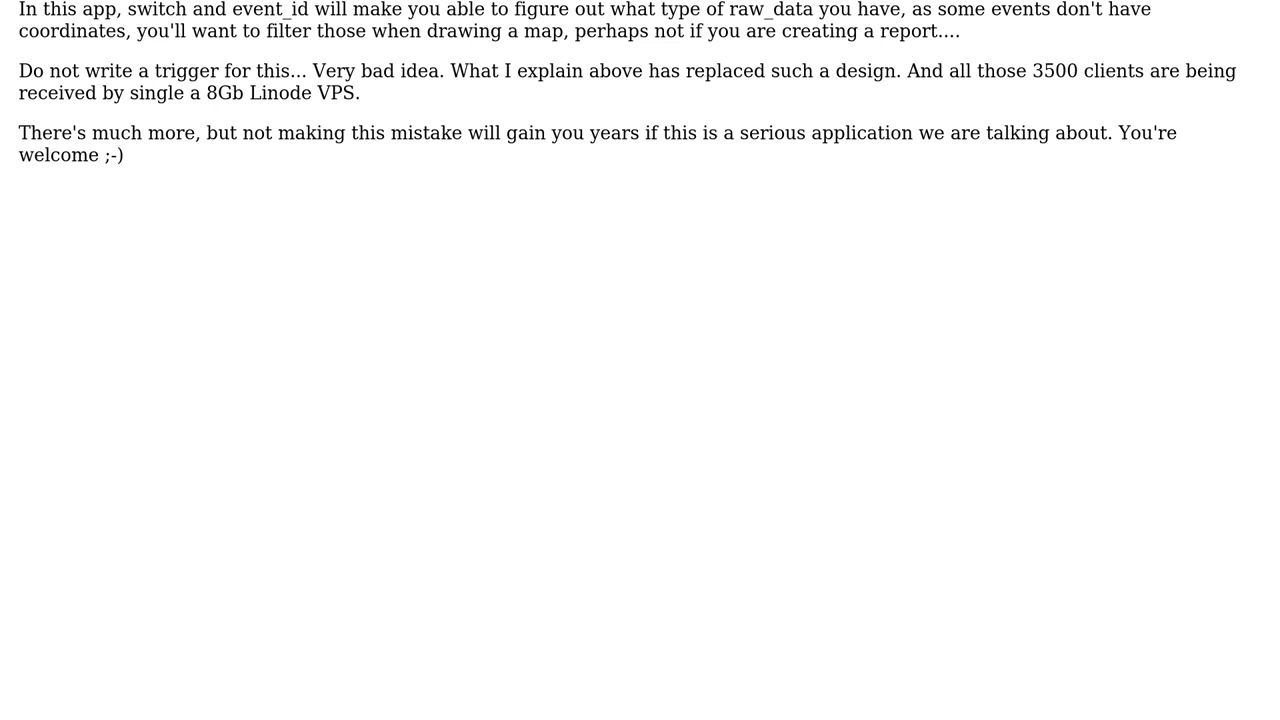 In this app, switch and event_id will make you able to figure out what type of raw_data you have, as some events don't have
coordinates, you'll want to filter those when drawing a map, perhaps not if you are creating a report....
Do not write a trigger for this... Very bad idea. What I explain above has replaced such a design. And all those 3500 clients are being
received by single a 8Gb Linode VPS.
There's much more, but not making this mistake will gain you years if this is a serious application we are talking about. You're
welcome ;-)